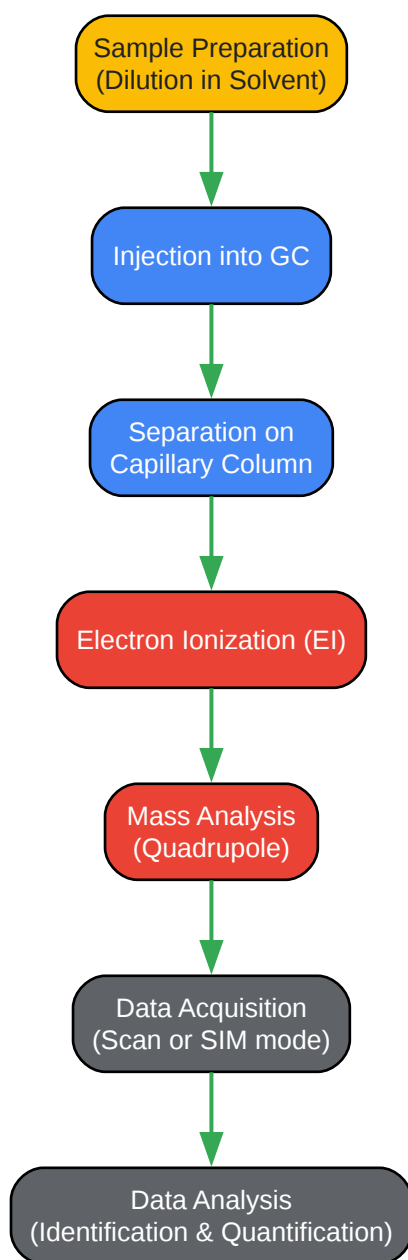 Sample Preparation
(Dilution in Solvent)
Injection into GC
Separation on
Capillary Column
Electron Ionization (EI)
Mass Analysis
(Quadrupole)
Data Acquisition
(Scan or SIM mode)
Data Analysis
(Identification & Quantification)